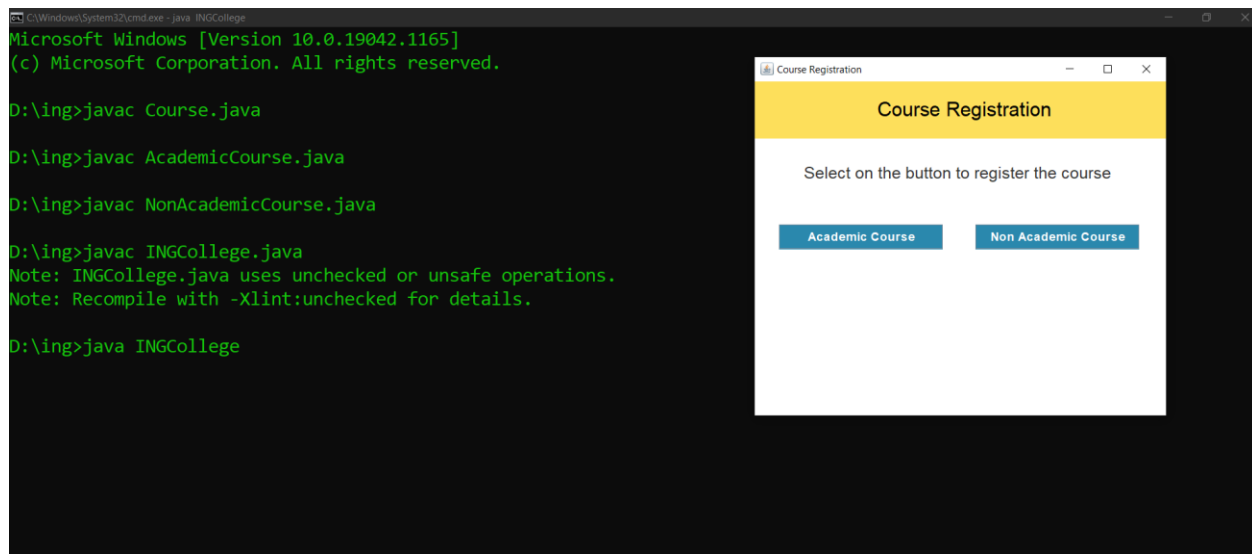 C:\Windows\System32\cmd.exe - java INGCollege
Microsoft Windows [Version 10.0.19042.1165]
(c) Microsoft Corporation. All rights reserved.
D:\ing>javac Course.java
D:\ing>javac AcademicCourse.java
D:\ing>javac NonAcademicCourse.java
D:\ing>javac INGCollege.java
Note: INGCollege.java uses unchecked or unsafe operations.
Note: Recompile with -Xlint:unchecked for details.
D:\ing>java INGCollege
Course Registration
Course Registration
Select on the button to register the course
Academic Course
Non Academic Course